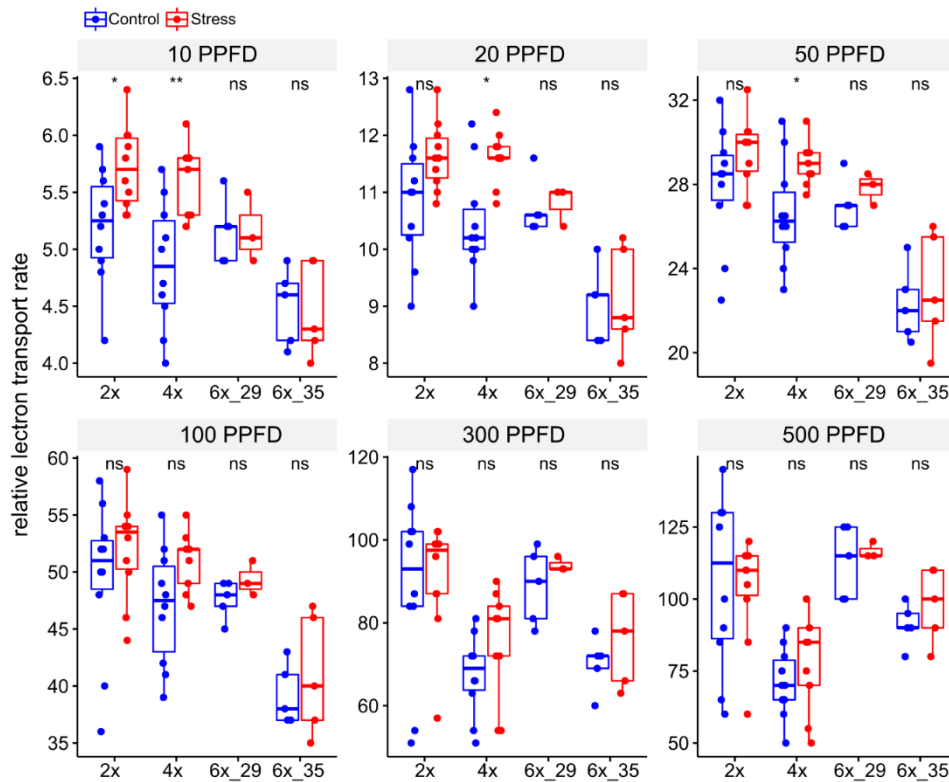 Control Stress
10 PPFD 20 PPFD 50 PPFD
* ** ns ns ns * ns ns ns * ns ns
6.5 6.0 5.5 5.0 4.5 4.0
13 12 11 10 9 8
32 28 24 20
2x 4x 6x_29 6x_35 2x 4x 6x_29 6x_35 2x 4x 6x_29 6x_35
relative lectron transport rate
100 PPFD 300 PPFD 500 PPFD
ns ns ns ns ns ns ns ns ns ns ns ns
60 55 50 45 40 35
120 100 80 60
125 100 75 50
2x 4x 6x_29 6x_35 2x 4x 6x_29 6x_35 2x 4x 6x_29 6x_35